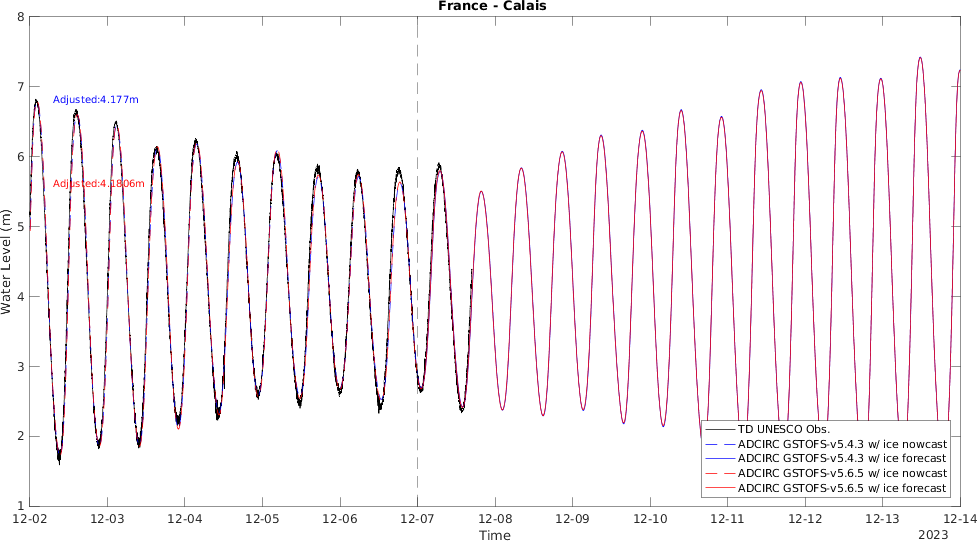 France - Calais
8
7
6
5
4
3
2
1
Water Level (m)
Adjusted:4.177m
Adjusted:4.1806m
TD UNESCO Obs.
ADCIRC GSTOFS-v5.4.3 w/ ice nowcast
ADCIRC GSTOFS-v5.4.3 w/ ice forecast
ADCIRC GSTOFS-v5.6.5 w/ ice nowcast
ADCIRC GSTOFS-v5.6.5 w/ ice forecast
12-02 12-03 12-04 12-05 12-06 12-07 12-08 12-09 12-10 12-11 12-12 12-13 12-14
Time
2023